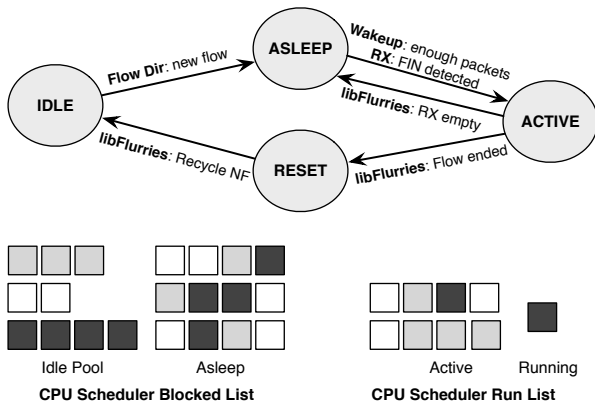 ASLEEP
Wakeup: enough packets
RX: FIN detected
Flow Dir: new flow
IDLE
libFlurries: RX empty
ACTIVE
libFlurries: Recycle NF
RESET
libFlurries: Flow ended
Idle Pool
Asleep
Active
Running
CPU Scheduler Blocked List
CPU Scheduler Run List